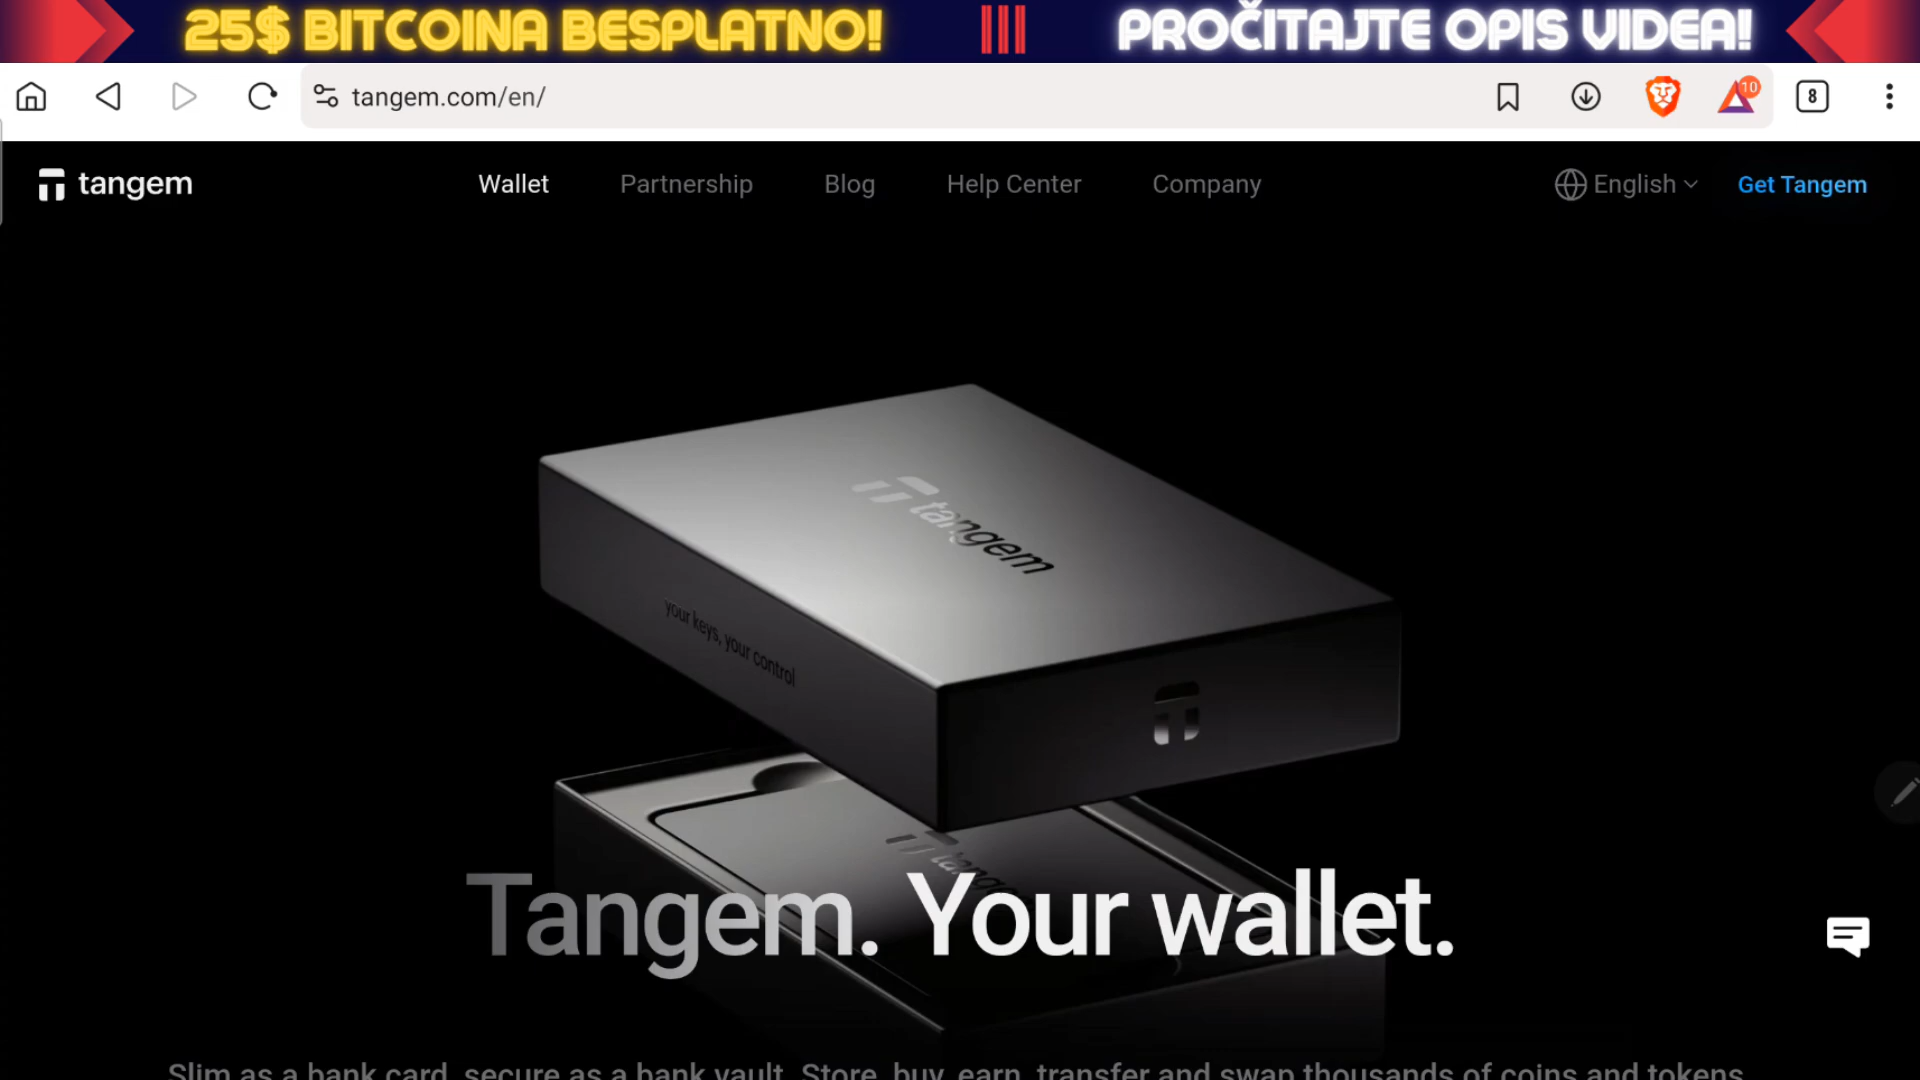 25$ BITCOINA BESPLATNO! ||| PROČITAJTE OPIS VIDEA!
tangem.com/en/
10
8
tangem
Wallet
Partnership
Blog
Help Center
Company
English
Get Tangem
tangem
your keys, your control
Tangem. Your wallet.
Slim as a bank card, secure as a bank vault. Store, buy, earn, transfer and swap thousands of coins and tokens